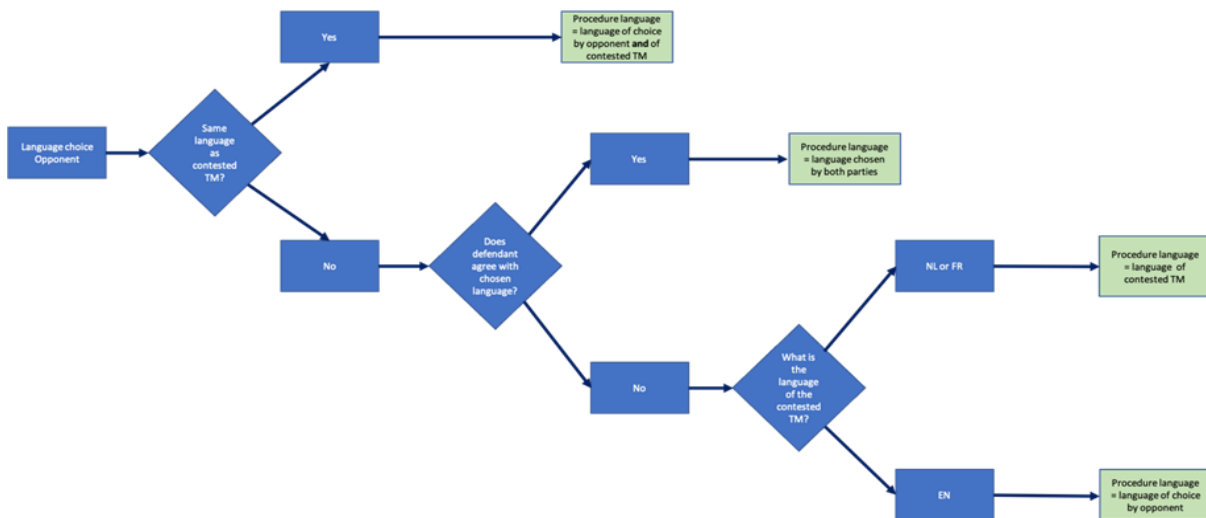 Yes
Procedure language
= language of choice
by opponent and of
contested TM
Language choice
Opponent
Same
language
as
contested
TM?
Yes
Procedure language
= language chosen
by both parties
No
Does
defendant
agree with
chosen
language?
NL or FR
Procedure language
= language of
contested TM
No
What is
the
language
of the
contested
TM?
EN
Procedure language
= language of choice
by opponent